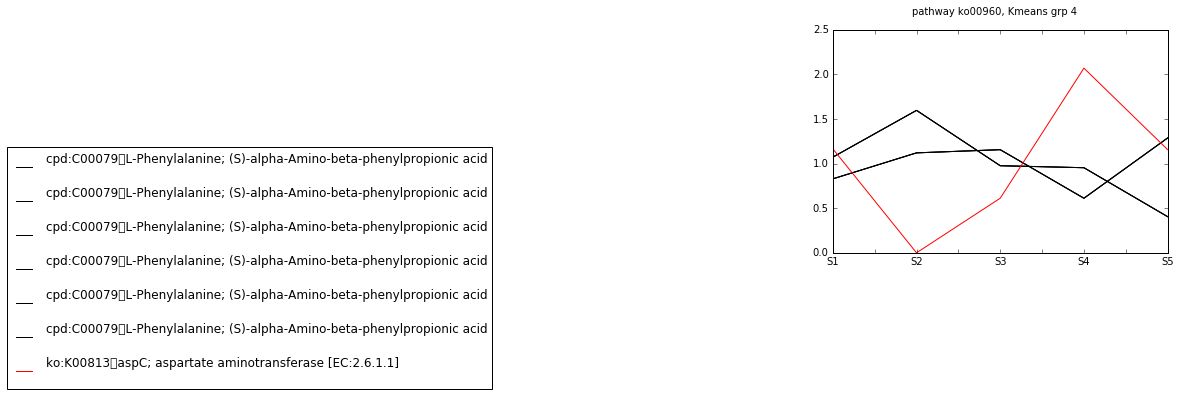 pathway ko00960, Kmeans grp 4
2.5
2.0
1.5
1.0
0.5
0.0
S1 S2 S3 S4 S5
cpd:C00079▯L-Phenylalanine; (S)-alpha-Amino-beta-phenylpropionic acid
cpd:C00079▯L-Phenylalanine; (S)-alpha-Amino-beta-phenylpropionic acid
cpd:C00079▯L-Phenylalanine; (S)-alpha-Amino-beta-phenylpropionic acid
cpd:C00079▯L-Phenylalanine; (S)-alpha-Amino-beta-phenylpropionic acid
cpd:C00079▯L-Phenylalanine; (S)-alpha-Amino-beta-phenylpropionic acid
cpd:C00079▯L-Phenylalanine; (S)-alpha-Amino-beta-phenylpropionic acid
ko:K00813▯aspC; aspartate aminotransferase [EC:2.6.1.1]